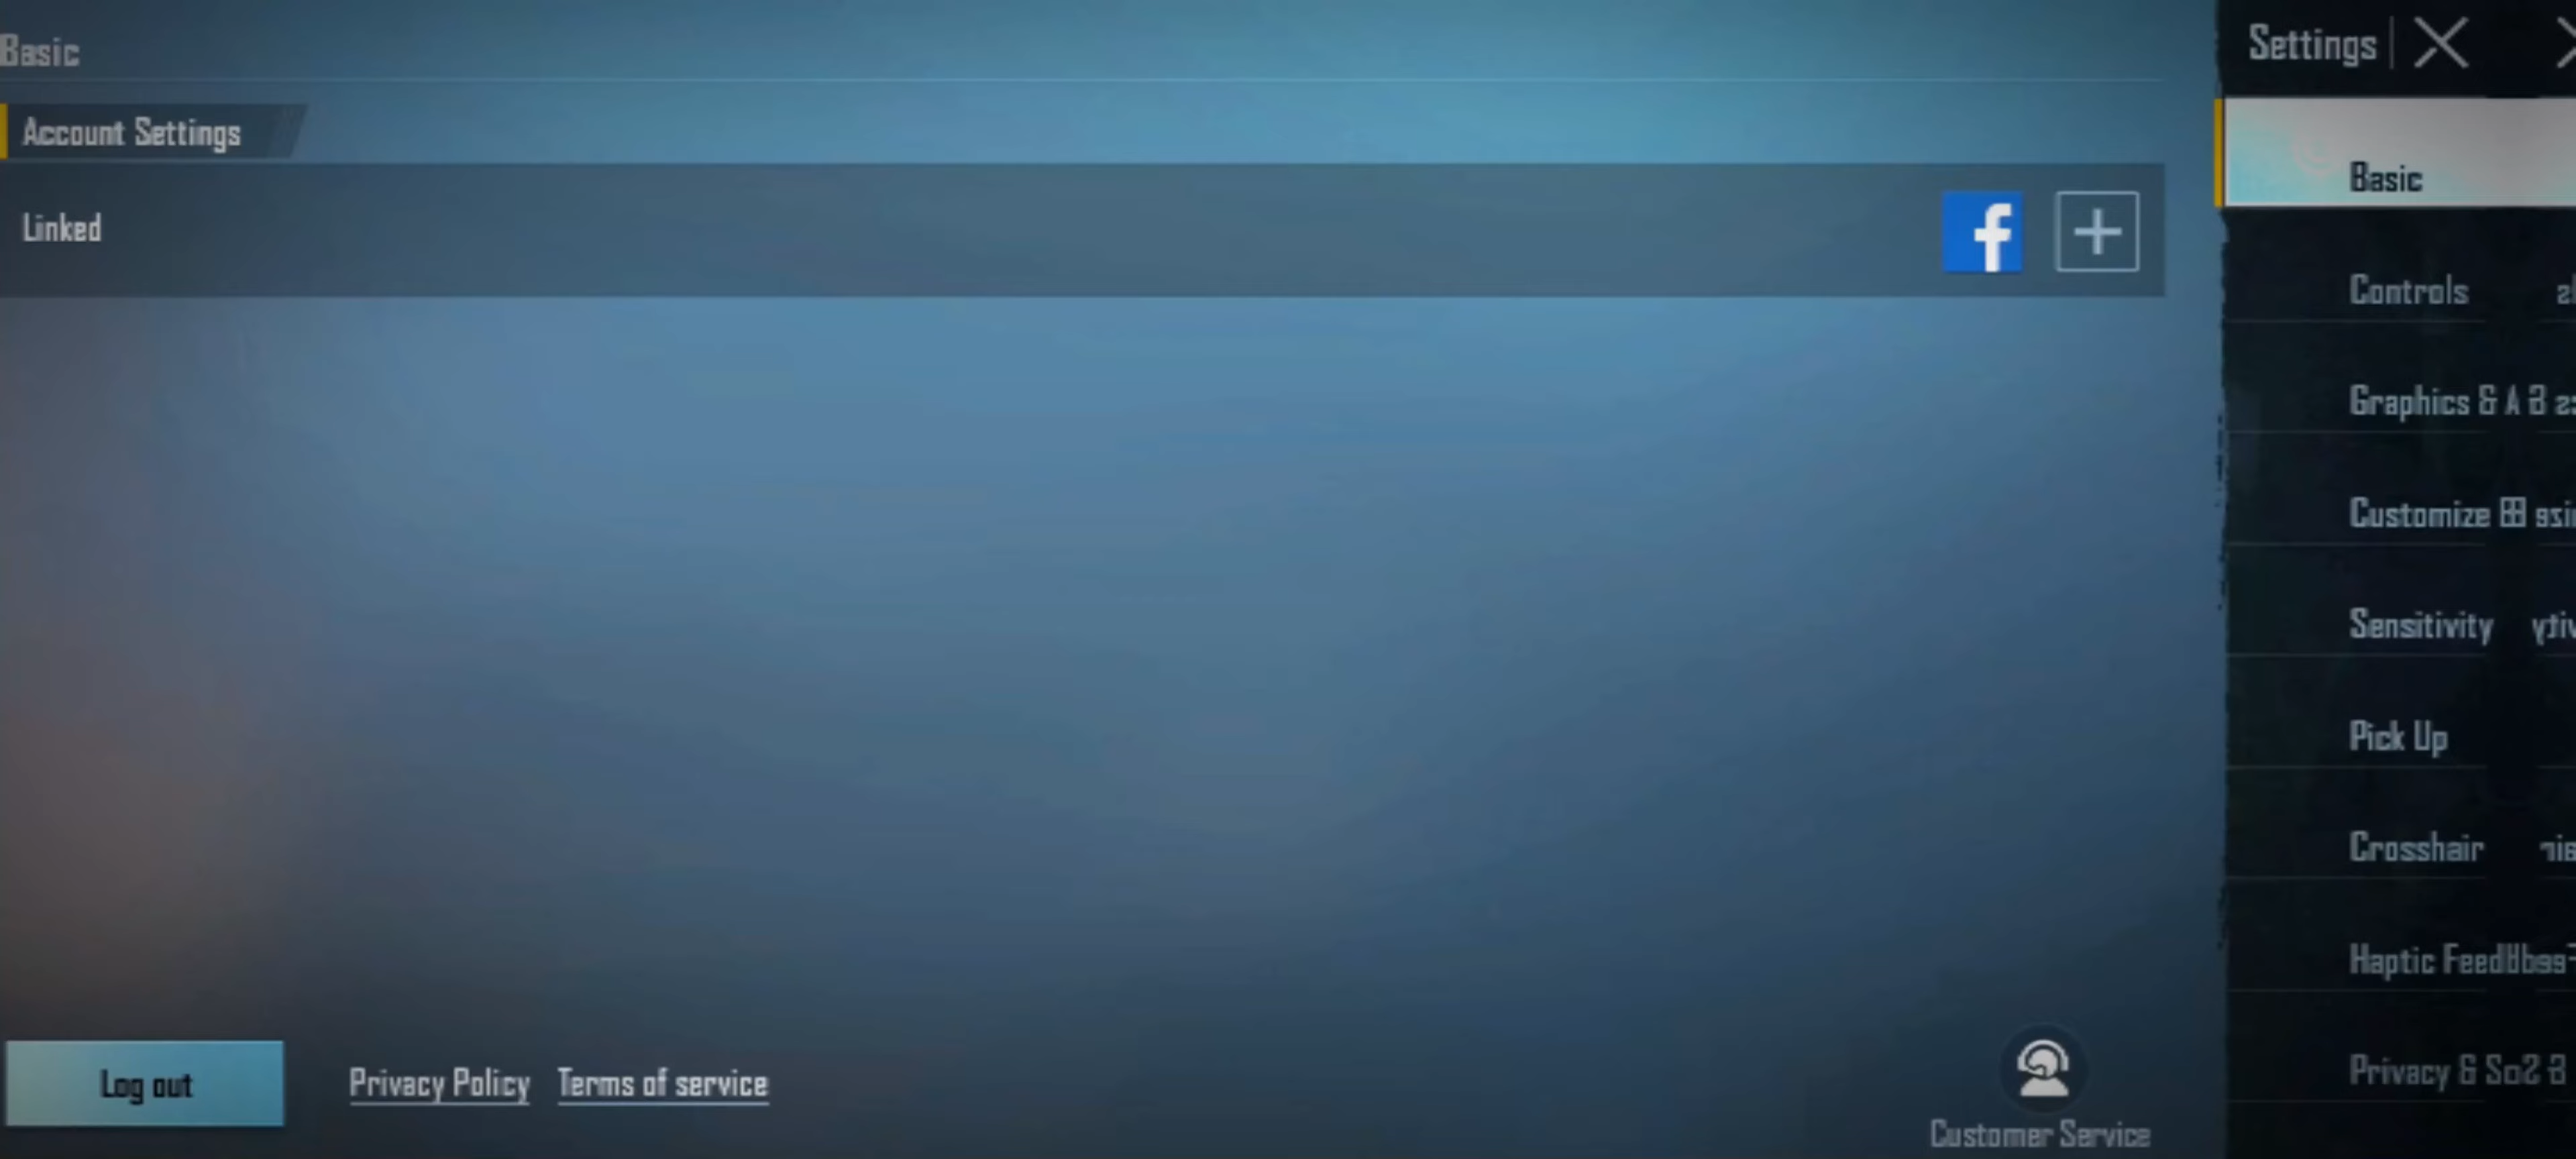 Basic
Account Settings
Linked
Log out
Privacy Policy
Terms of service
Customer Service
Settings
Basic
Controls
Graphics & A
Customize
Sensitivity
Pick Up
Crosshair
Haptic
Privacy &